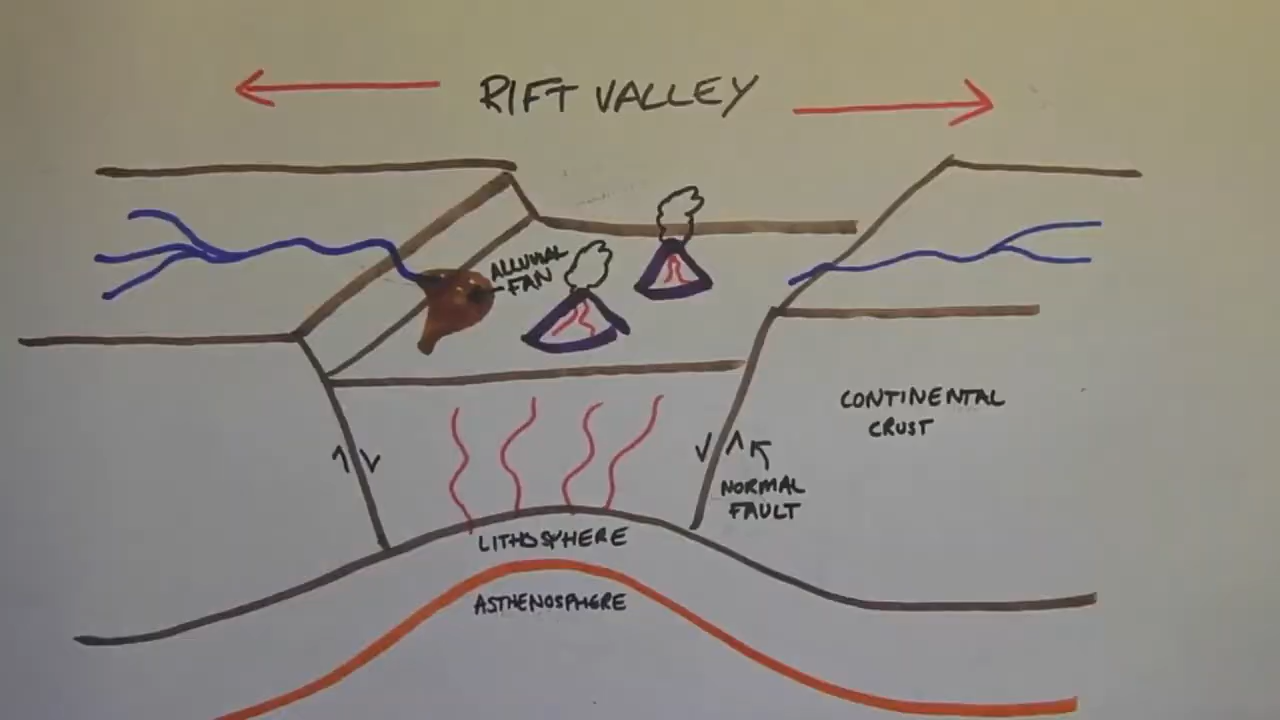 RIFT VALLEY
ALLUVIAL
FAN
CONTINENTAL
CRUST
NORMAL
FAULT
LITHOSPHERE
ASTHENOSPHERE